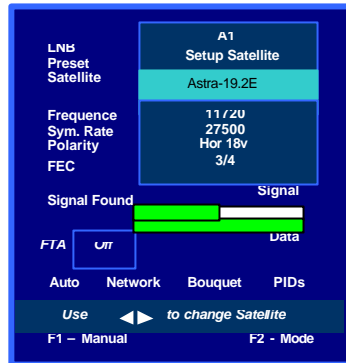 A1
LNB
Setup Satellite
Preset
Satellite
Astra-19.2E
Frequence 11720
Sym. Rate 27500
Polarity Hor 18v
FEC 3/4
Signal
Signal Found
Data
FTA Off
Auto Network Bouquet PIDs
Use ◀ ▶ to change Satellite
F1 – Manual F2 - Mode